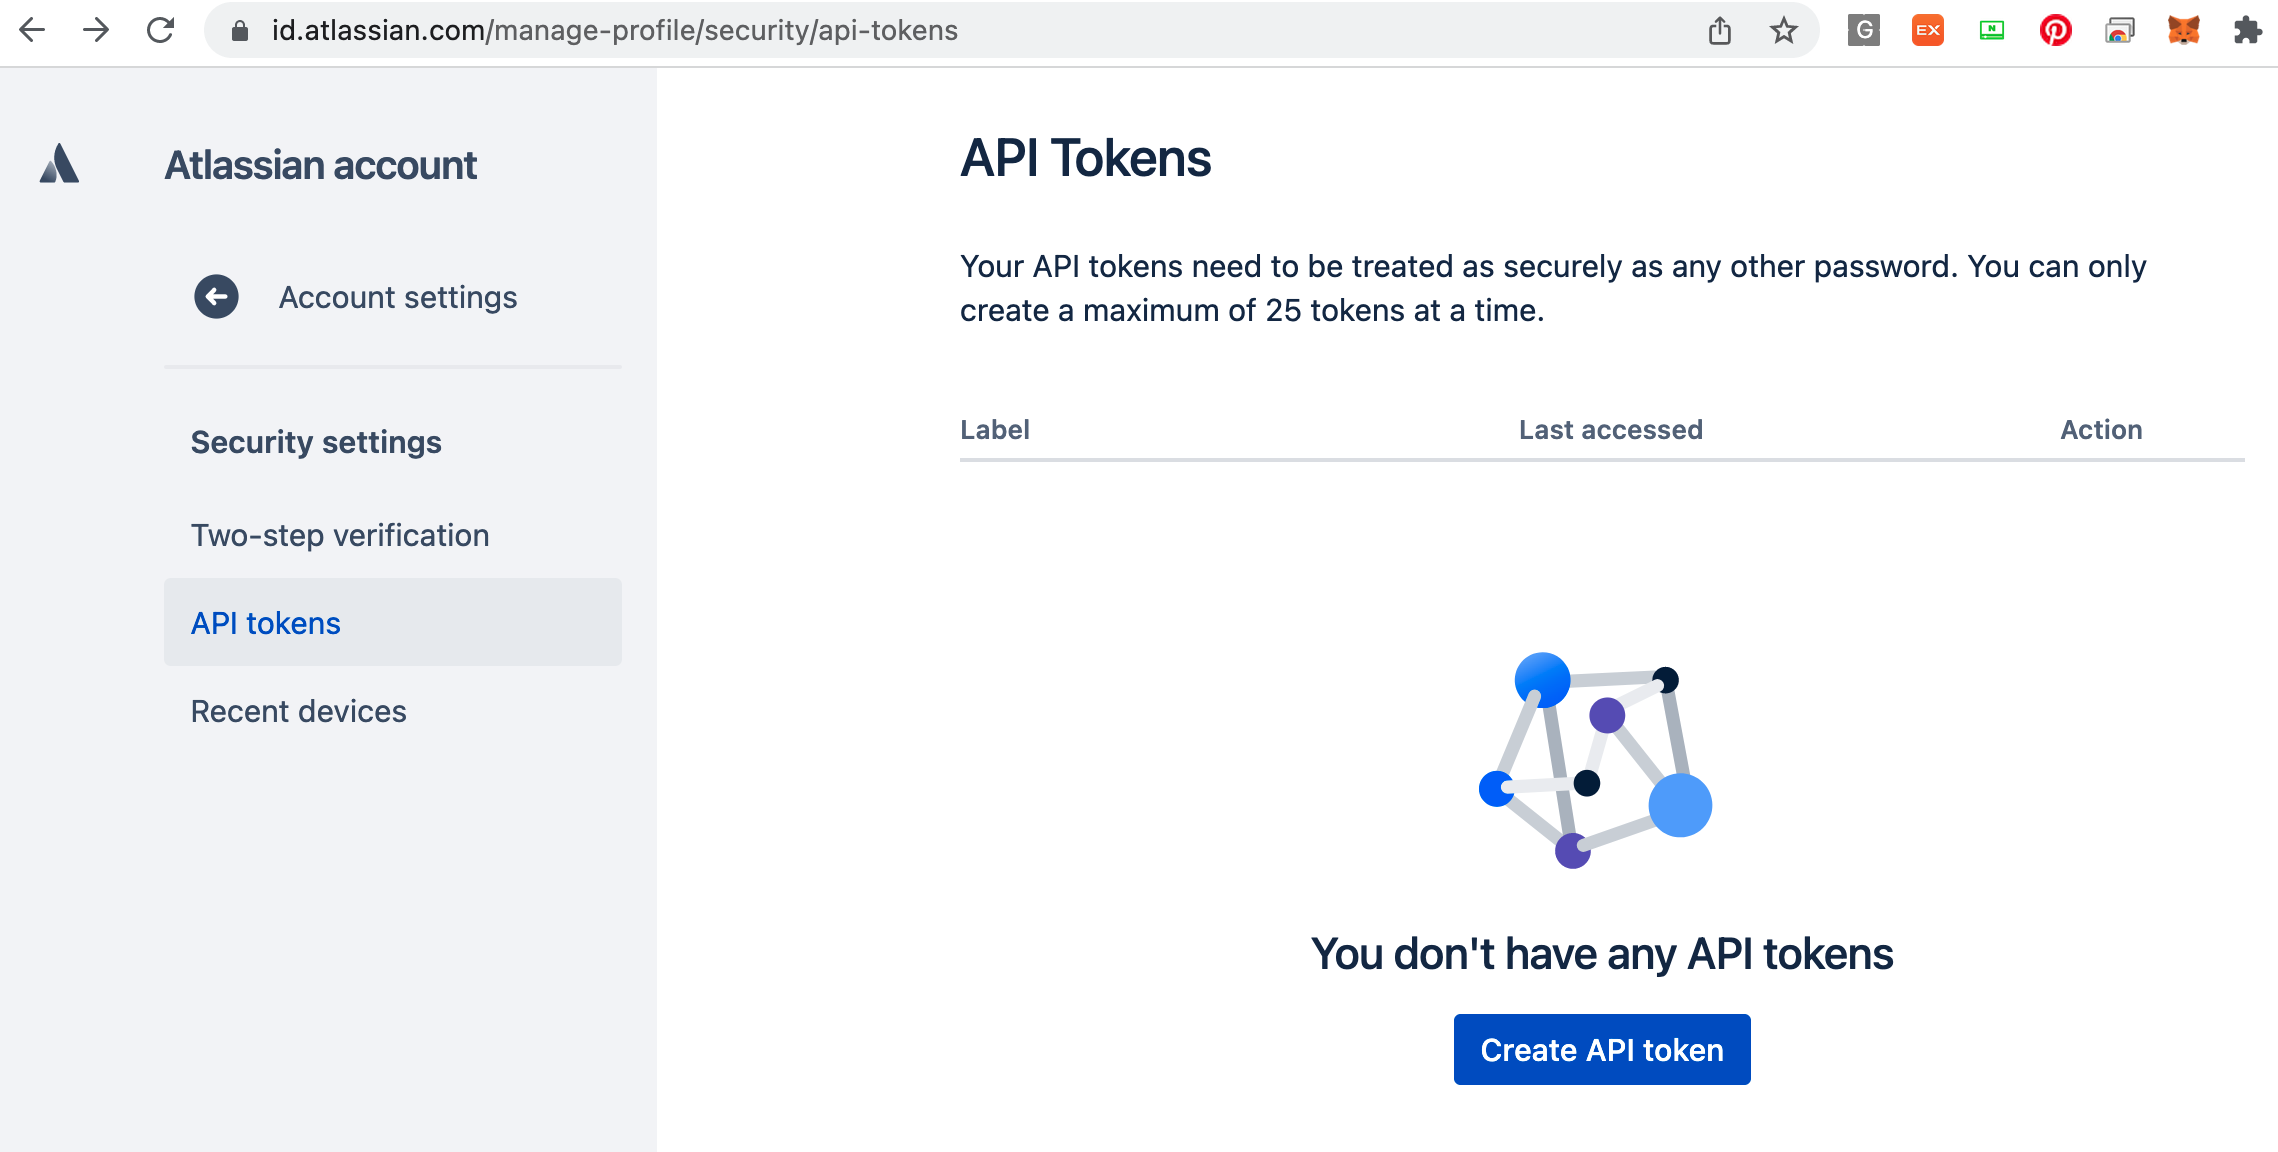 id.atlassian.com/manage-profile/security/api-tokens
G
EX
N
Atlassian account
Account settings
Security settings
Two-step verification
API tokens
Recent devices
API Tokens
Your API tokens need to be treated as securely as any other password. You can only
create a maximum of 25 tokens at a time.
Label Last accessed Action
You don't have any API tokens
Create API token